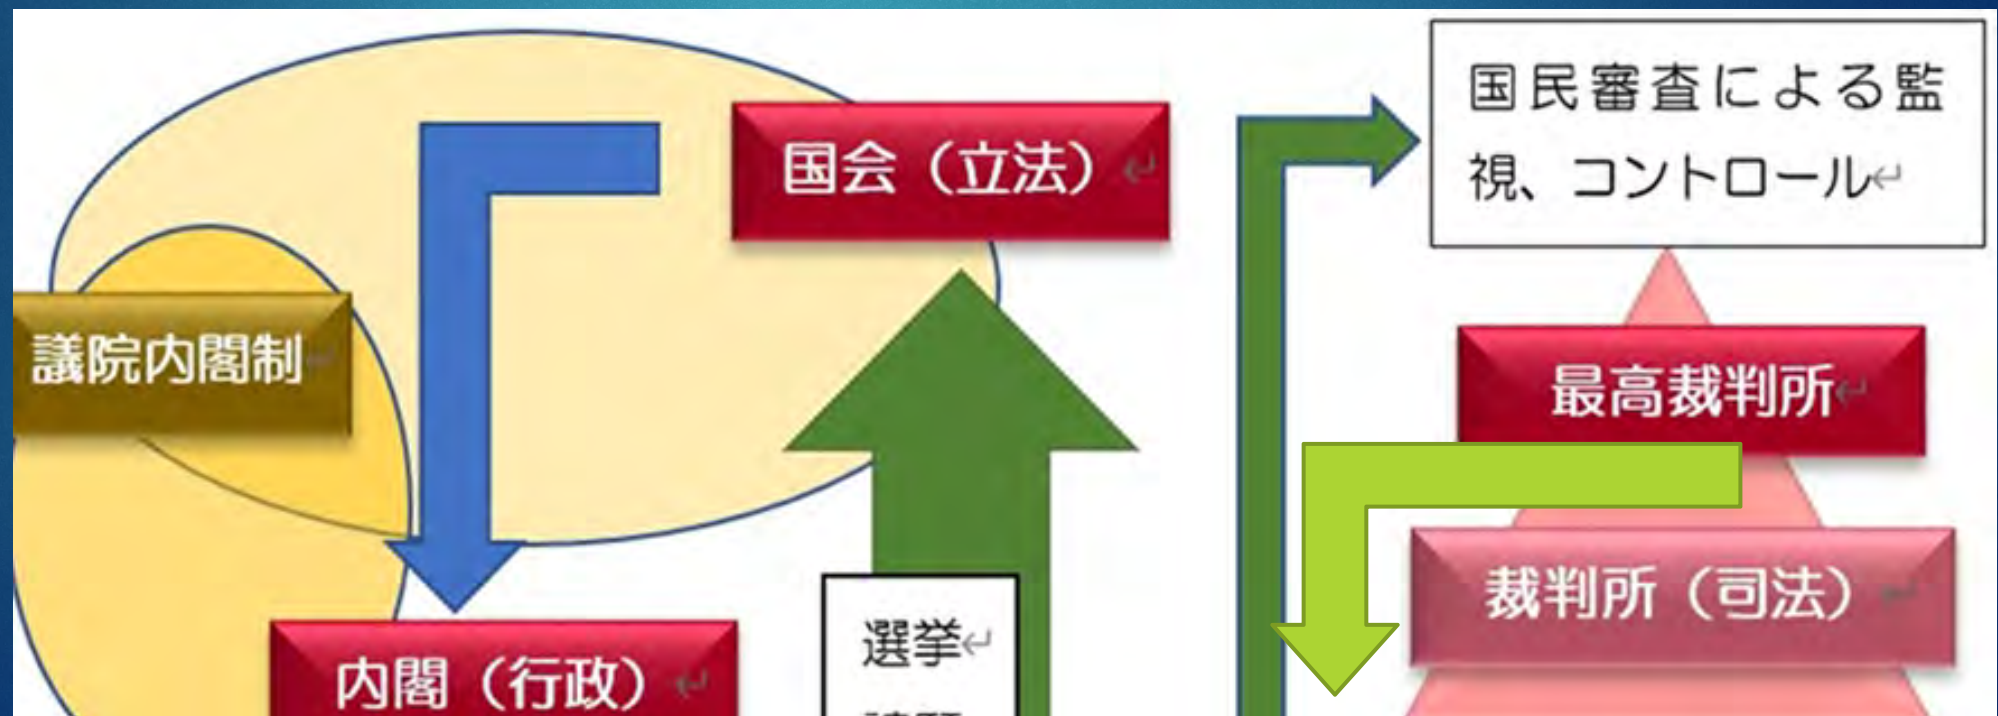 国会（立法）
国民審査による監
視、コントロール
議院内閣制
最高裁判所
裁判所（司法）
選挙
内閣（行政）